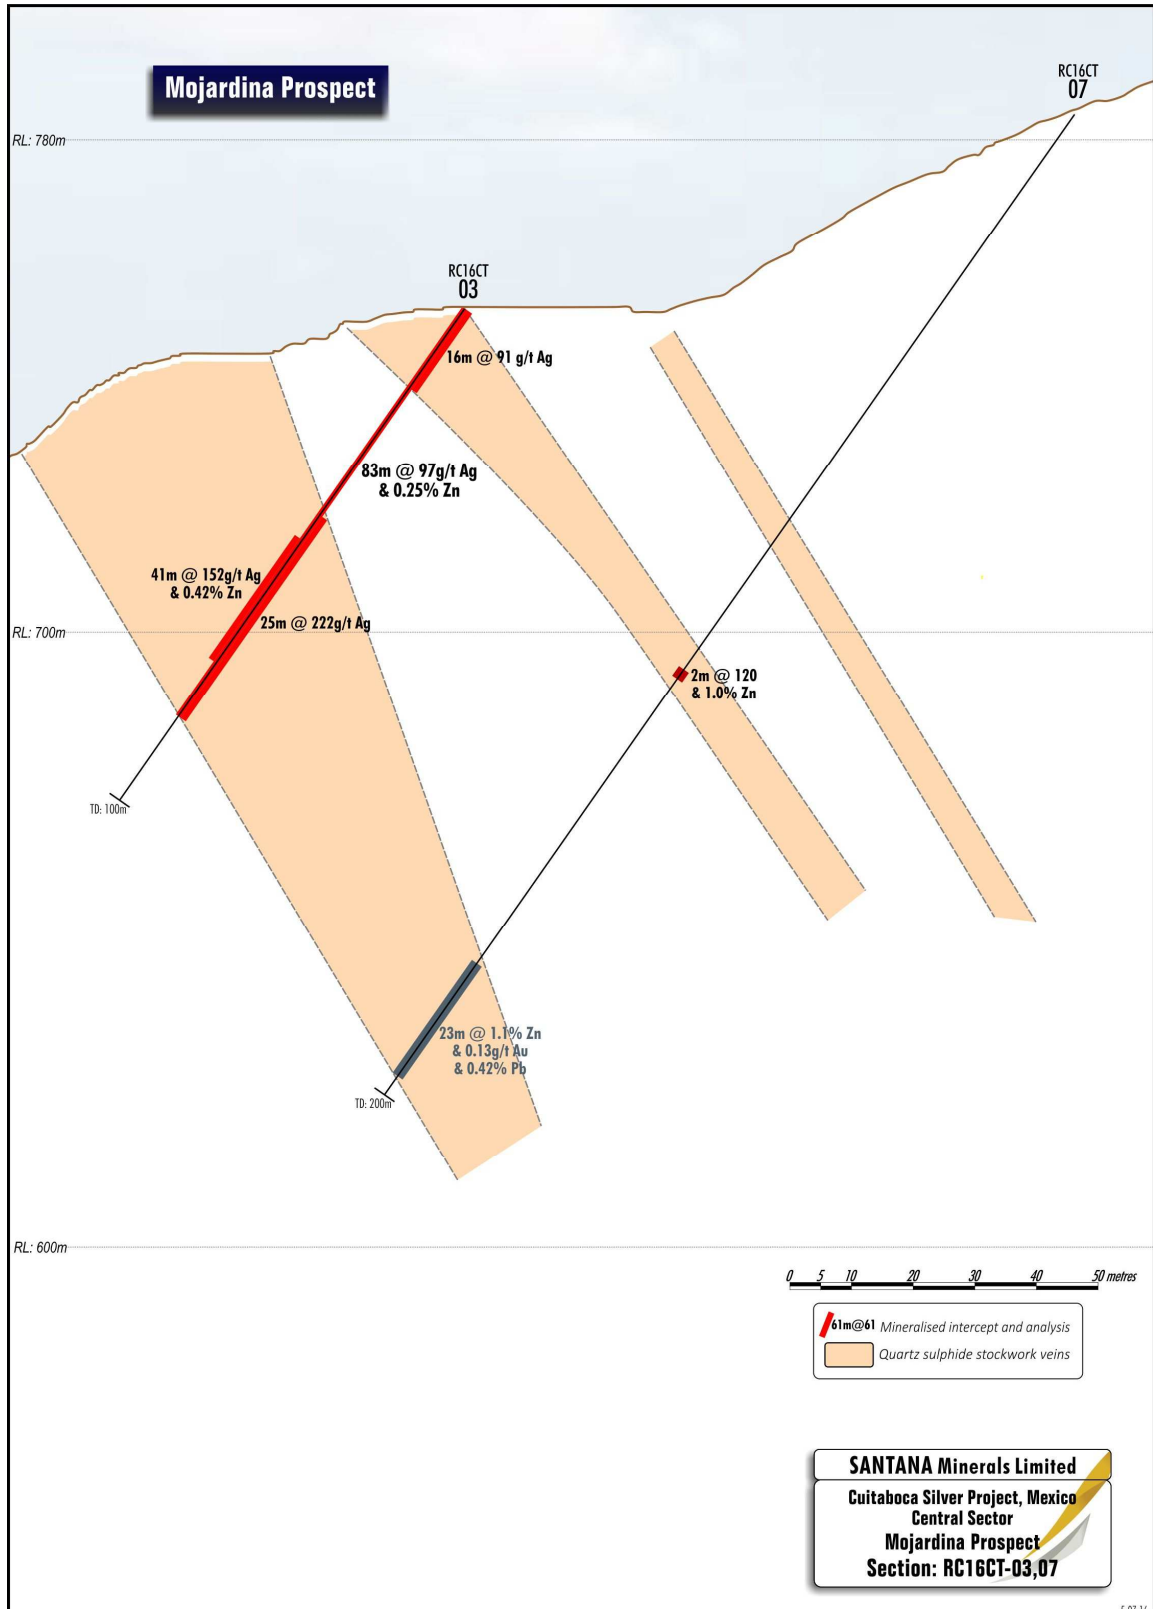 Mojardina Prospect
RC16CT
07
RL: 780m
RC16CT
03
16m @ 91 g/t Ag
83m @ 97g/t Ag
& 0.25% Zn
41m @ 152g/t Ag
& 0.42% Zn
25m @ 222g/t Ag
RL: 700m
2m @ 120
& 1.0% Zn
TD: 100m
23m @ 1.1% Zn
& 0.13g/t Au
& 0.42% Pb
TD: 200m
RL: 600m
0 5 10 20 30 40 50 metres
61m@61 Mineralised intercept and analysis
Quartz sulphide stockwork veins
SANTANA Minerals Limited
Cuitaboca Silver Project, Mexico
Central Sector
Mojardina Prospect
Section: RC16CT-03,07